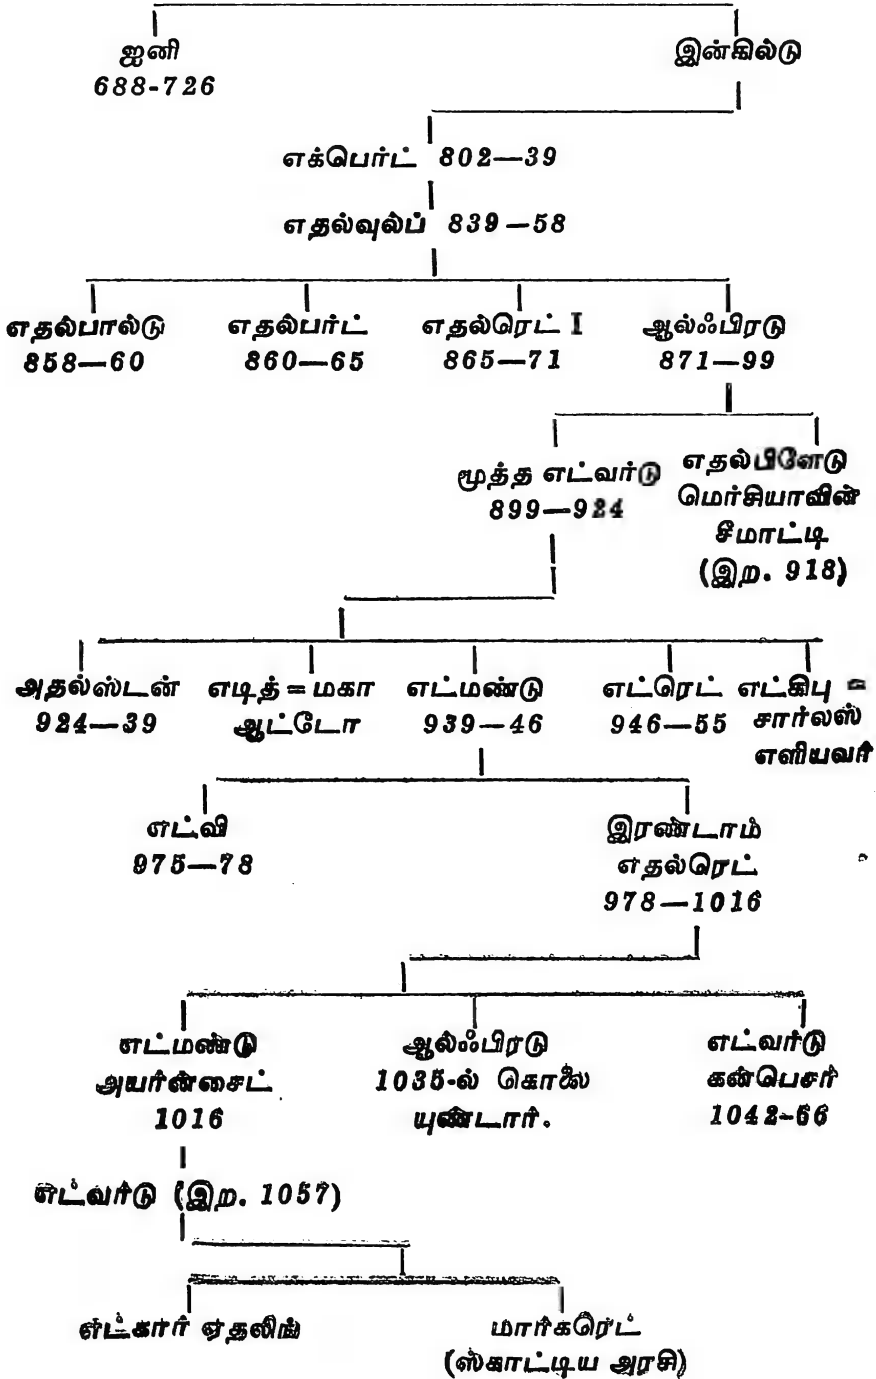 ஐனி இன்கில்டு
688-726
எக்பெர்ட் 802—39
எதல்வுல்ப் 839—58
எதல்பால்டு எதல்பர்ட் எதல்ரெட் I ஆல்ஃபிரடு
858—60 860—65 865—71 871—99
மூத்த எட்வர்டு எதல்பிளேடு
899—924 மெர்சியாவின்
சீமாட்டி
(இற. 918)
அதல்ஸ்டன் எடித் = மகா எட்மண்டு எட்ரெட் எட்கிபு =
924—39 ஆட்டோ 939—46 946—55 சார்லஸ்
எளியவர்
எட்வி இரண்டாம்
975—78 எதல்ரெட்
978—1016
எட்மண்டு ஆல்ஃபிரடு எட்வர்டு
அயர்ன்சைட் 1035-ல் கொலை கன்பெசர்
1016 யுண்டார். 1042-66
எட்வர்டு (இற. 1057)
எட்கார் ஏதலிங் மார்கரெட்
(ஸ்காட்டிய அரசி)